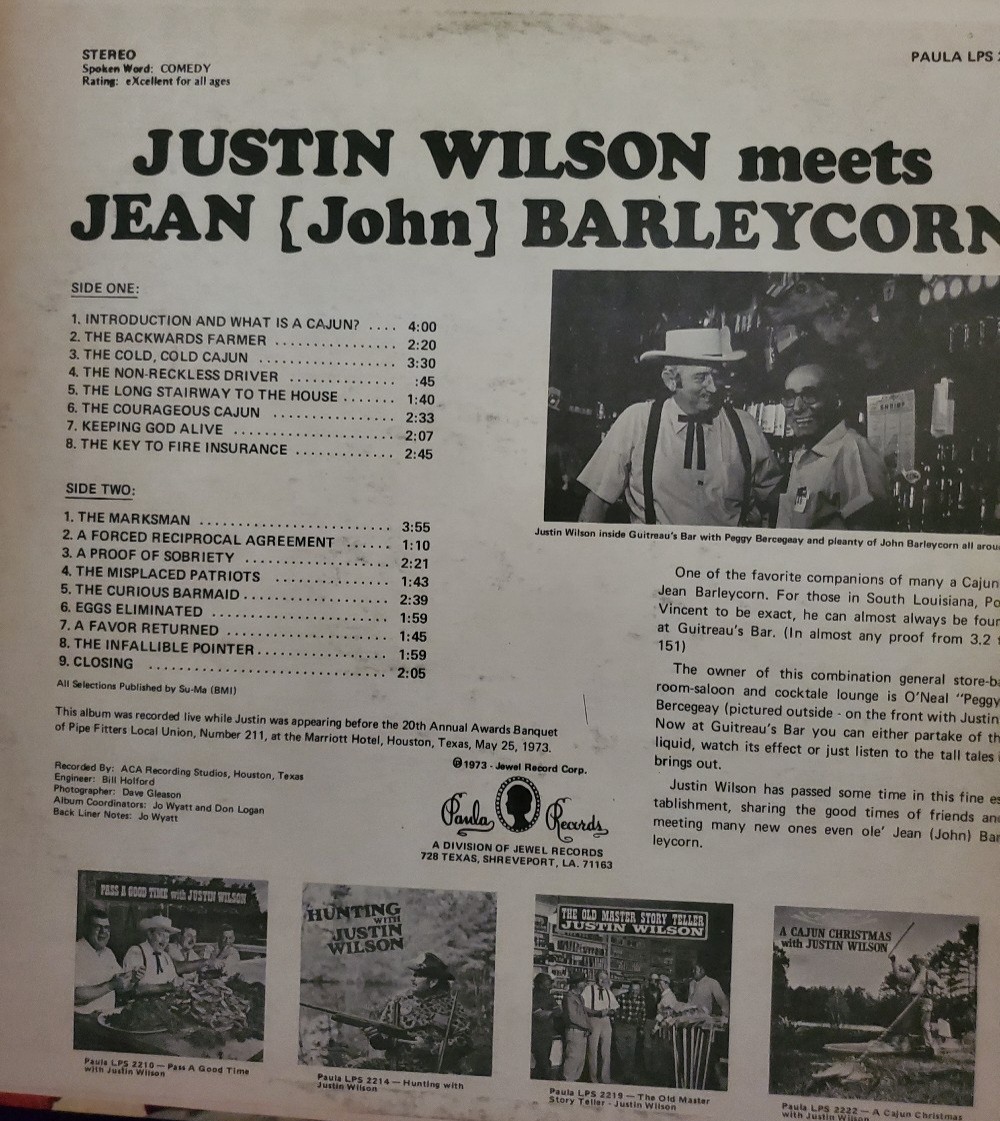 STEREO
Spoken Word: COMEDY
Rating: eXcellent for all ages
PAULA LPS
JUSTIN WILSON meets
JEAN {John} BARLEYCORN
SIDE ONE:
1. INTRODUCTION AND WHAT IS A CAJUN? .... 4:00
2. THE BACKWARDS FARMER ................ 2:20
3. THE COLD, COLD CAJUN .................. 3:30
4. THE NON-RECKLESS DRIVER .............. :45
5. THE LONG STAIRWAY TO THE HOUSE ....... 1:40
6. THE COURAGEOUS CAJUN ................ 2:33
7. KEEPING GOD ALIVE ..................... 2:07
8. THE KEY TO FIRE INSURANCE ............. 2:45
SIDE TWO:
1. THE MARKSMAN ......................... 3:55
2. A FORCED RECIPROCAL AGREEMENT ...... 1:10
3. A PROOF OF SOBRIETY .................... 2:21
4. THE MISPLACED PATRIOTS ................ 1:43
5. THE CURIOUS BARMAID ................... 2:39
6. EGGS ELIMINATED ....................... 1:59
7. A FAVOR RETURNED ..................... 1:45
8. THE INFALLIBLE POINTER ................. 1:59
9. CLOSING ............................... 2:05
All Selections Published by Su-Ma (BMI)
This album was recorded live while Justin was appearing before the 20th Annual Awards Banquet
of Pipe Fitters Local Union, Number 211, at the Marriott Hotel, Houston, Texas, May 25, 1973.
Recorded By: ACA Recording Studios, Houston, Texas
Engineer: Bill Holford
Photographer: Dave Gleason
Album Coordinators: Jo Wyatt and Don Logan
Back Liner Notes: Jo Wyatt
℗1973 - Jewel Record Corp.
Paula Records
A DIVISION OF JEWEL RECORDS
728 TEXAS, SHREVEPORT, LA. 71163
SHRIMP
Justin Wilson inside Guitreau's Bar with Peggy Bercegeay and pleanty of John Barleycorn all arou
One of the favorite companions of many a Cajun
Jean Barleycorn. For those in South Louisiana, Po
Vincent to be exact, he can almost always be four
at Guitreau's Bar. (In almost any proof from 3.2
151)
The owner of this combination general store-ba
room-saloon and cocktale lounge is O'Neal "Peggy
Bercegeay (pictured outside - on the front with Justin
Now at Guitreau's Bar you can either partake of th
liquid, watch its effect or just listen to the tall tales
brings out.
Justin Wilson has passed some time in this fine es
tablishment, sharing the good times of friends and
meeting many new ones even ole' Jean (John) Bar
leycorn.
PASS A GOOD TIME with JUSTIN WILSON
Paula LPS 2210 — Pass A Good Time
with Justin Wilson
HUNTING
WITH
JUSTIN
WILSON
Paula LPS 2214 — Hunting with
Justin Wilson
THE OLD MASTER STORY TELLER
JUSTIN WILSON
Paula LPS 2219 — The Old Master
Story Teller - Justin Wilson
A CAJUN CHRISTMAS
with JUSTIN WILSON
Paula LPS 2222 — A Cajun Christmas
with Justin Wilson